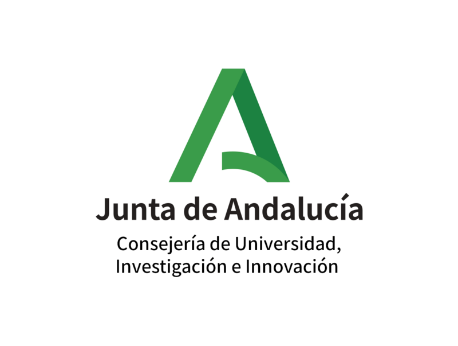 Junta de Andalucía
Consejería de Universidad,
Investigación e Innovación